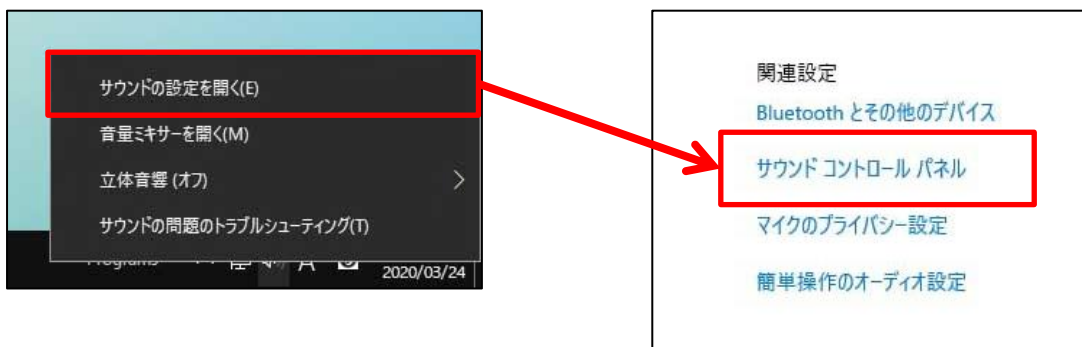 サウンドの設定を開く(E)
音量ミキサーを開く(M)
立体音響 (オフ)
サウンドの問題のトラブルシューティング(T)
A
2020/03/24
関連設定
Bluetooth とその他のデバイス
サウンド コントロール パネル
マイクのプライバシー設定
簡単操作のオーディオ設定